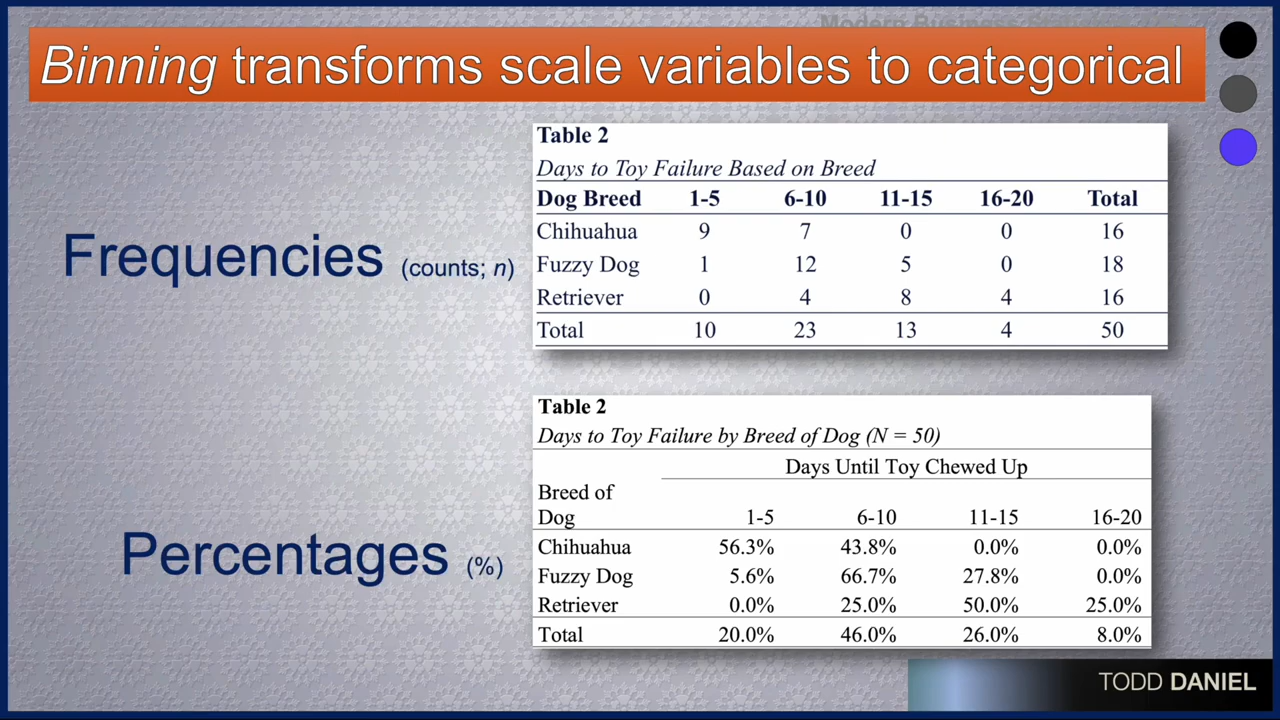 Modern Business
Binning transforms scale variables to categorical
Frequencies (counts; n)
Table 2
Days to Toy Failure Based on Breed
Dog Breed 1-5 6-10 11-15 16-20 Total
Chihuahua 9 7 0 0 16
Fuzzy Dog 1 12 5 0 18
Retriever 0 4 8 4 16
Total 10 23 13 4 50
Percentages (%)
Table 2
Days to Toy Failure by Breed of Dog (N = 50)
Days Until Toy Chewed Up
Breed of
Dog 1-5 6-10 11-15 16-20
Chihuahua 56.3% 43.8% 0.0% 0.0%
Fuzzy Dog 5.6% 66.7% 27.8% 0.0%
Retriever 0.0% 25.0% 50.0% 25.0%
Total 20.0% 46.0% 26.0% 8.0%
TODD DANIEL